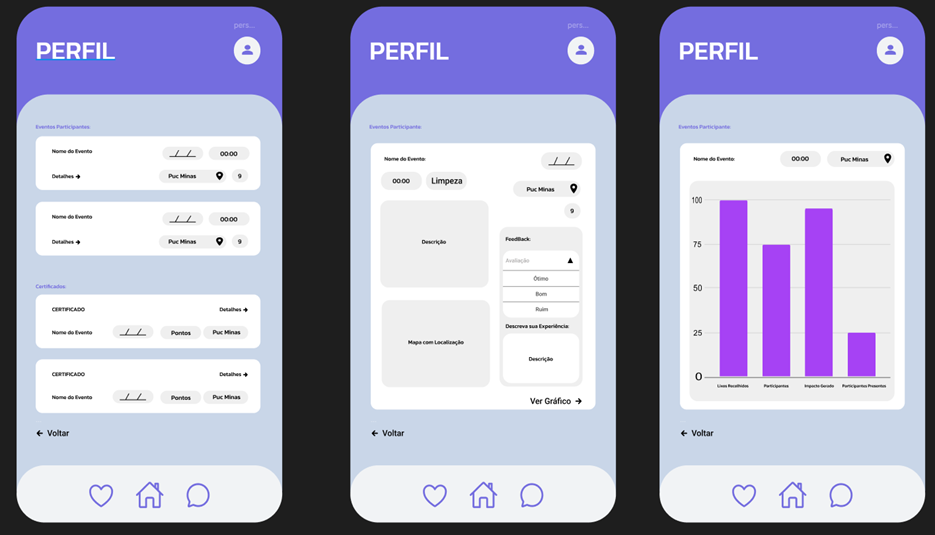 pers...
PERFIL
Eventos Participantes:
Nome do Evento
__/__/__
00:00
Detalhes →
Puc Minas
9
Nome do Evento
__/__/__
00:00
Detalhes →
Puc Minas
9
Certificados:
CERTIFICADO
Detalhes →
Nome do Evento
__/__/__
Pontos
Puc Minas
CERTIFICADO
Detalhes →
Nome do Evento
__/__/__
Pontos
Puc Minas
← Voltar
pers...
PERFIL
Eventos Participante:
Nome do Evento:
__/__/__
00:00
Limpeza
Puc Minas
9
Descrição
FeedBack:
Avaliação
Ótimo
Bom
Ruim
Mapa com Localização
Descreva sua Experiência:
Descrição
Ver Gráfico →
← Voltar
pers...
PERFIL
Eventos Participante:
Nome do Evento:
00:00
Puc Minas
100
75
50
25
0
Lixos Recolhidos
Participantes
Impacto Gerado
Participantes Presentes
← Voltar